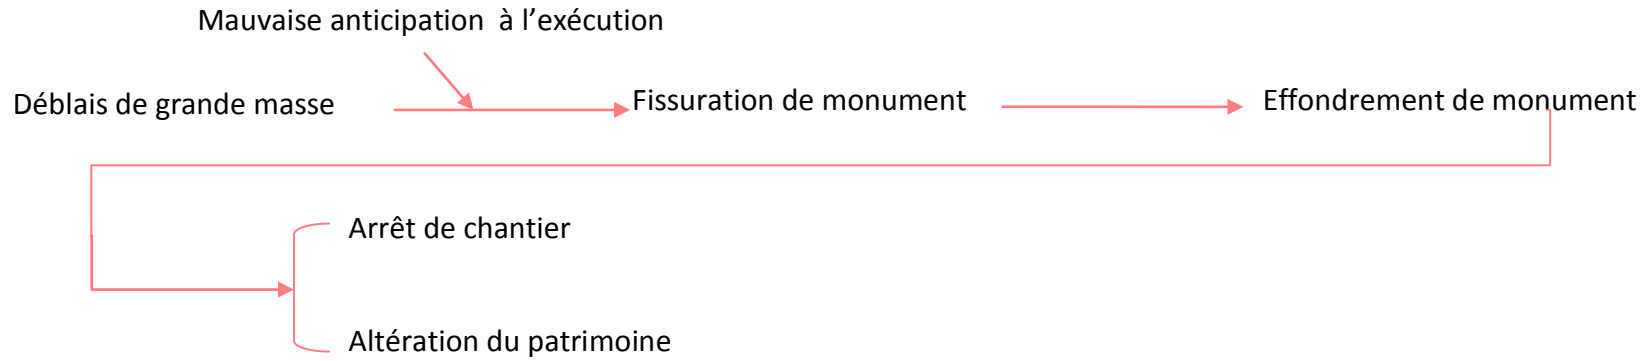 Mauvaise anticipation  à l’exécution
Déblais de grande masse
Fissuration de monument
Effondrement de monument
Arrêt de chantier
Altération du patrimoine